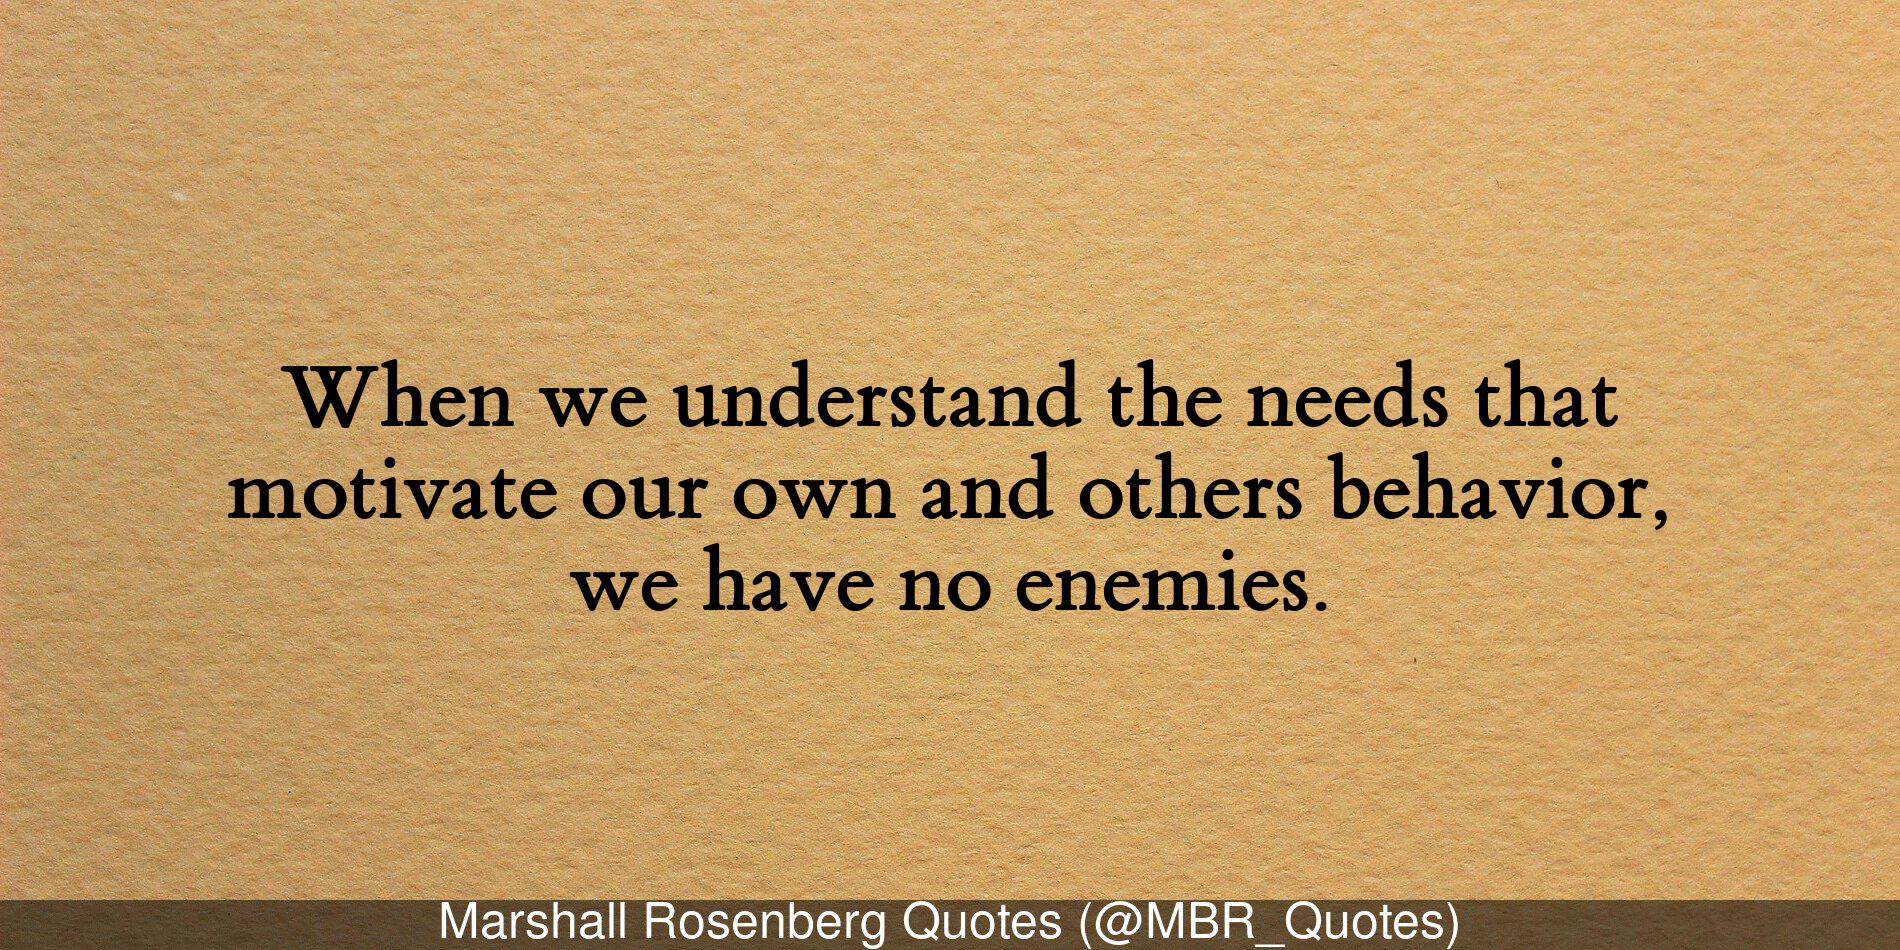 When we understand the needs that
motivate our own and others behavior,
we have no enemies.
Marshall Rosenberg Quotes (@MBR_Quotes)